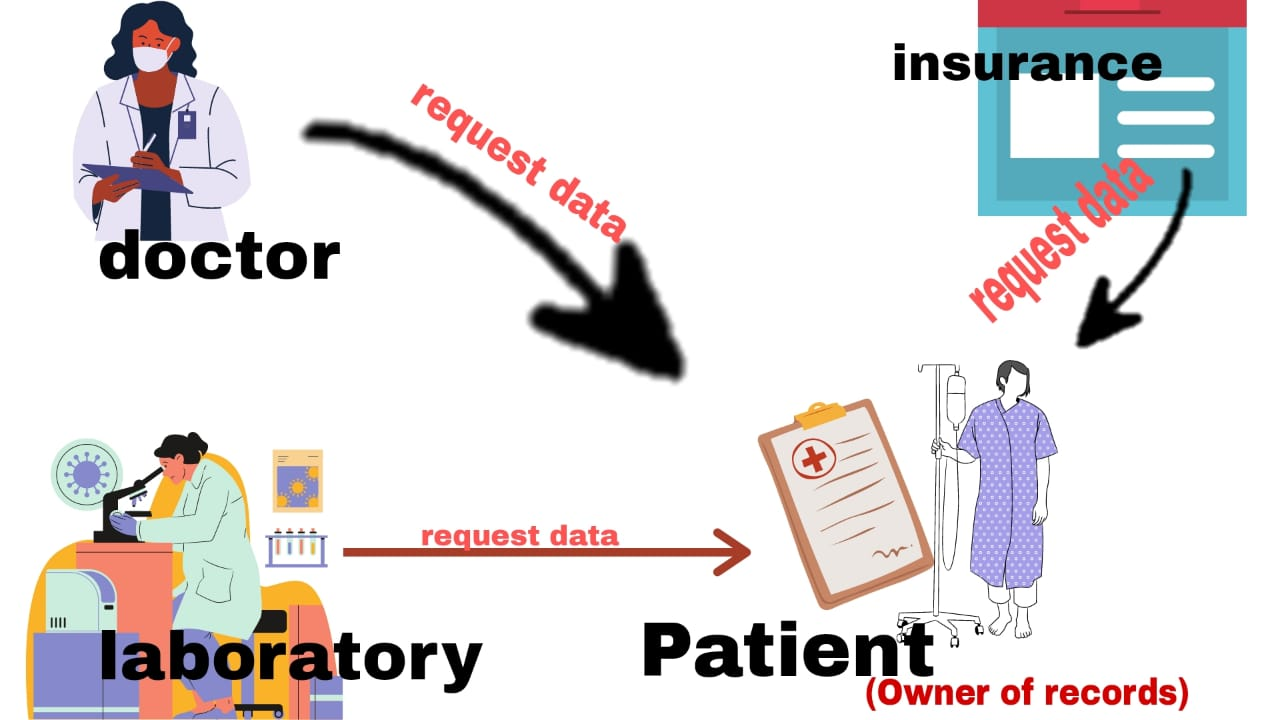 insurance
request data
request data
doctor
request data
laboratory
Patient
(Owner of records)